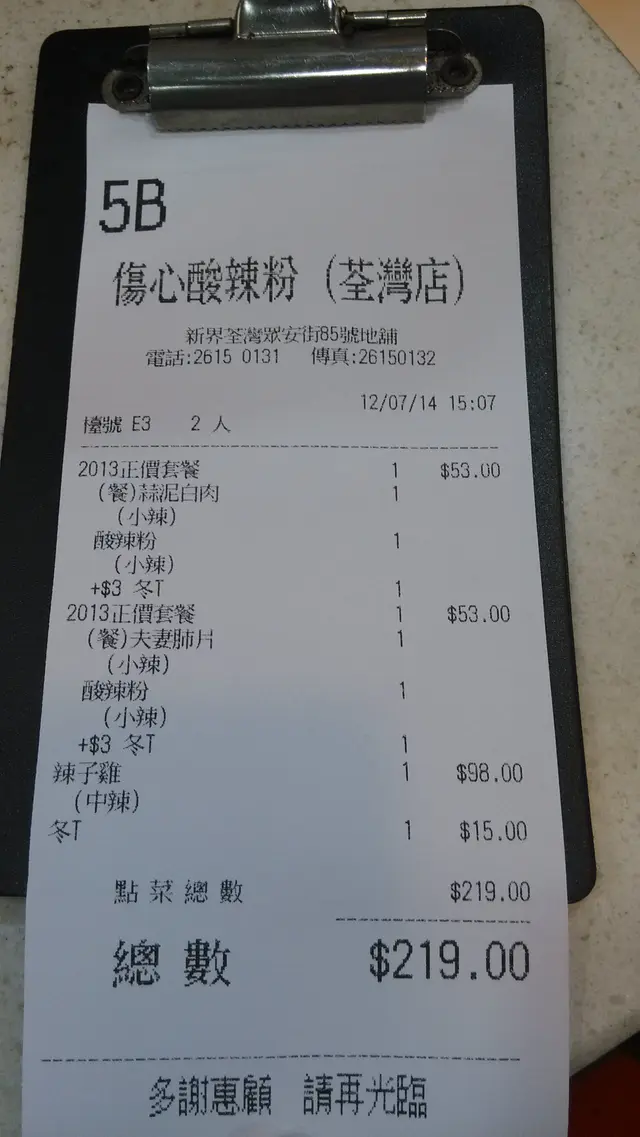 5B
傷心酸辣粉 (荃灣店)
新界荃灣眾安街85號地舖
電話:2615 0131 傳真:26150132
12/07/14 15:07
檯號 E3 2 人
2013正價套餐 1 $53.00
(餐)蒜泥白肉 1
(小辣)
酸辣粉 1
(小辣)
+$3 冬T 1
2013正價套餐 1 $53.00
(餐)夫妻肺片 1
(小辣)
酸辣粉 1
(小辣)
+$3 冬T 1
辣子雞 1 $98.00
(中辣)
冬T 1 $15.00
點菜總數 $219.00
總數 $219.00
多謝惠顧 請再光臨